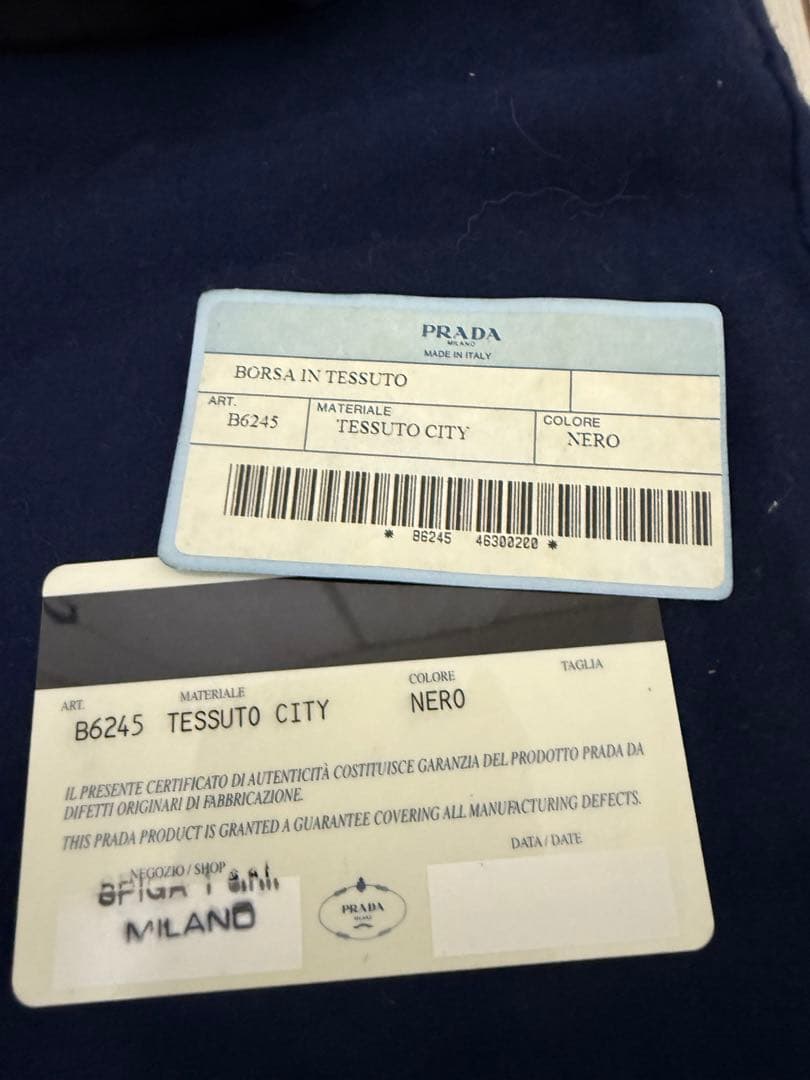 PRADA
MILANO
MADE IN ITALY
BORSA IN TESSUTO
ART. MATERIALE COLORE
B6245 TESSUTO CITY NERO
* B6245 46300220 *
ART. MATERIALE COLORE TAGLIA
B6245 TESSUTO CITY NERO
IL PRESENTE CERTIFICATO DI AUTENTICITÀ COSTITUISCE GARANZIA DEL PRODOTTO PRADA DA
DIFETTI ORIGINARI DI FABBRICAZIONE.
THIS PRADA PRODUCT IS GRANTED A GUARANTEE COVERING ALL MANUFACTURING DEFECTS.
NEGOZIO / SHOP DATA / DATE
MILANO
PRADA
MILANO